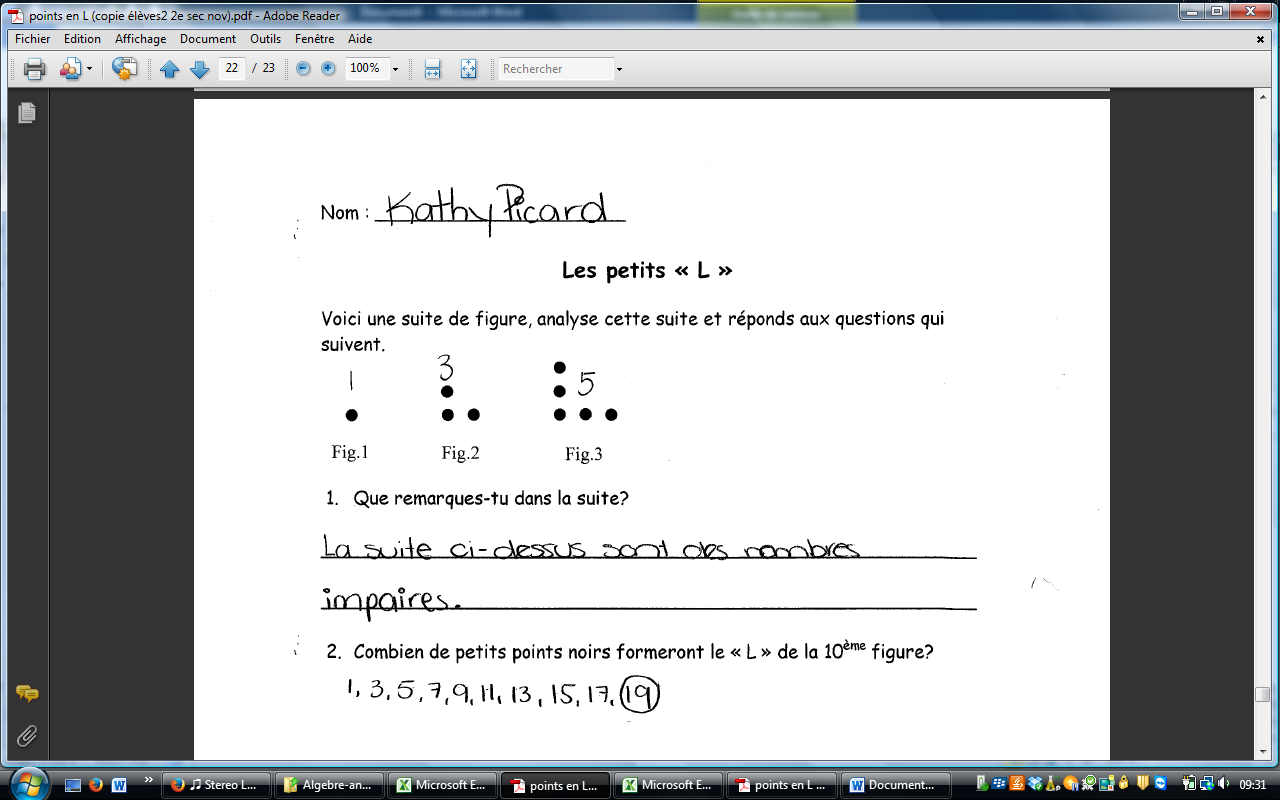 points en L (copie élèves2 2e sec nov).pdf - Adobe Reader
Fichier Edition Affichage Document Outils Fenêtre Aide
22 / 23 100% Rechercher
Nom : Kathy Picard
Les petits « L »
Voici une suite de figure, analyse cette suite et réponds aux questions qui
suivent.
1 3 5
Fig.1 Fig.2 Fig.3
1. Que remarques-tu dans la suite?
La suite ci-dessus sont des nombres
impaires.
2. Combien de petits points noirs formeront le « L » de la 10ème figure?
1, 3, 5, 7, 9, 11, 13, 15, 17, 19
Stereo L... Algebre-an... Microsoft E... points en L... Microsoft E... points en L ... Document... 09:31